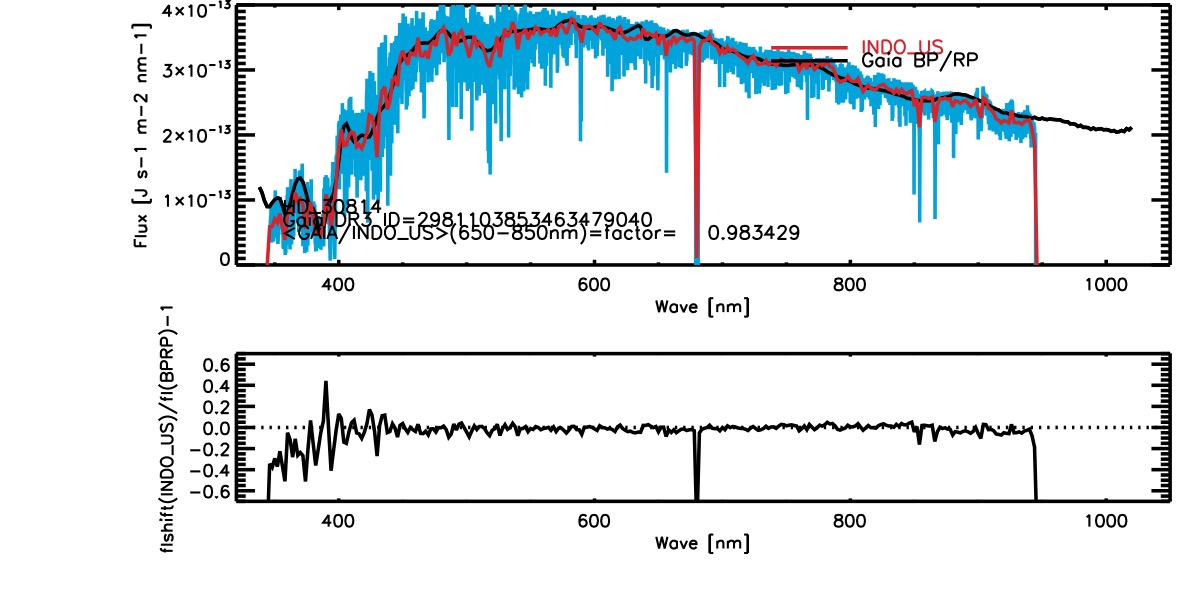 4×10−13
3×10−13
2×10−13
1×10−13
0
Flux [J s−1 m−2 nm−1]
INDO_US
Gaia BP/RP
HD_30814
Gaia DR3 ID=2981103853463479040
<GAIA/INDO_US>(650−850nm)=factor= 0.983429
400 600 800 1000
Wave [nm]
flshift(INDO_US)/fl(BPRP)−1
0.6
0.4
0.2
0.0
−0.2
−0.4
−0.6
400 600 800 1000
Wave [nm]